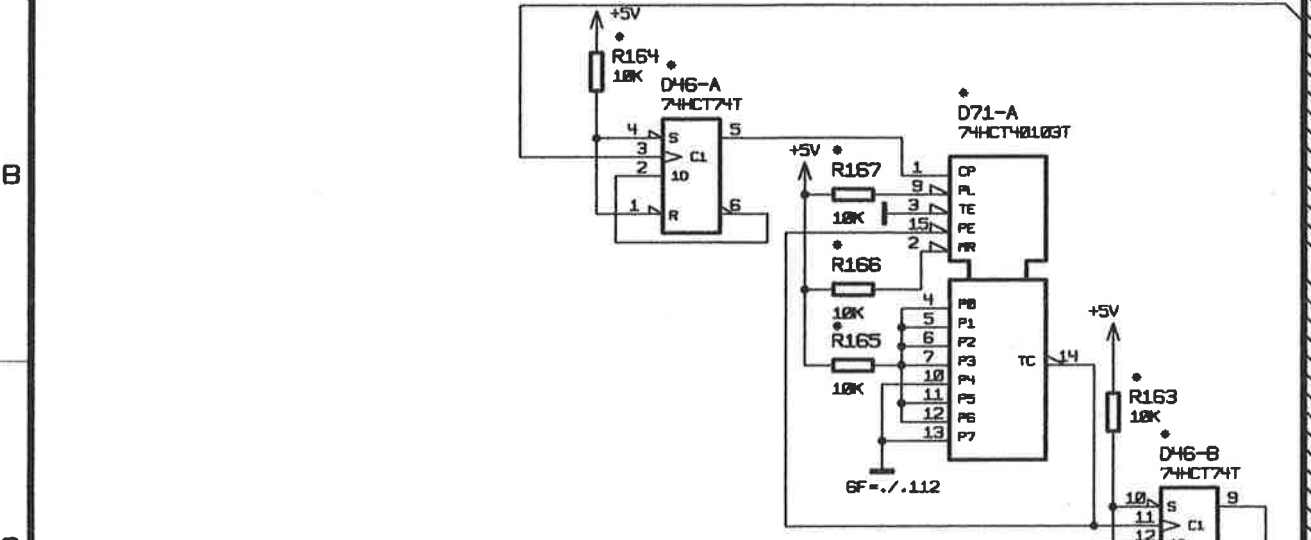 +5V
R164
10K
D46-A
74HCT74T
4 S 5
3 C1
2 1D
1 R 6
B
D71-A
74HCT40103T
+5V
R167
10K
1 CP
9 PL
3 TE
15 PE
2 MR
R166
10K
R165
10K
4 P0
5 P1
6 P2
7 P3 TC 14
10 P4
11 P5
12 P6
13 P7
6F=./.112
+5V
R163
10K
D46-B
74HCT74T
10 S 9
11 C1
12